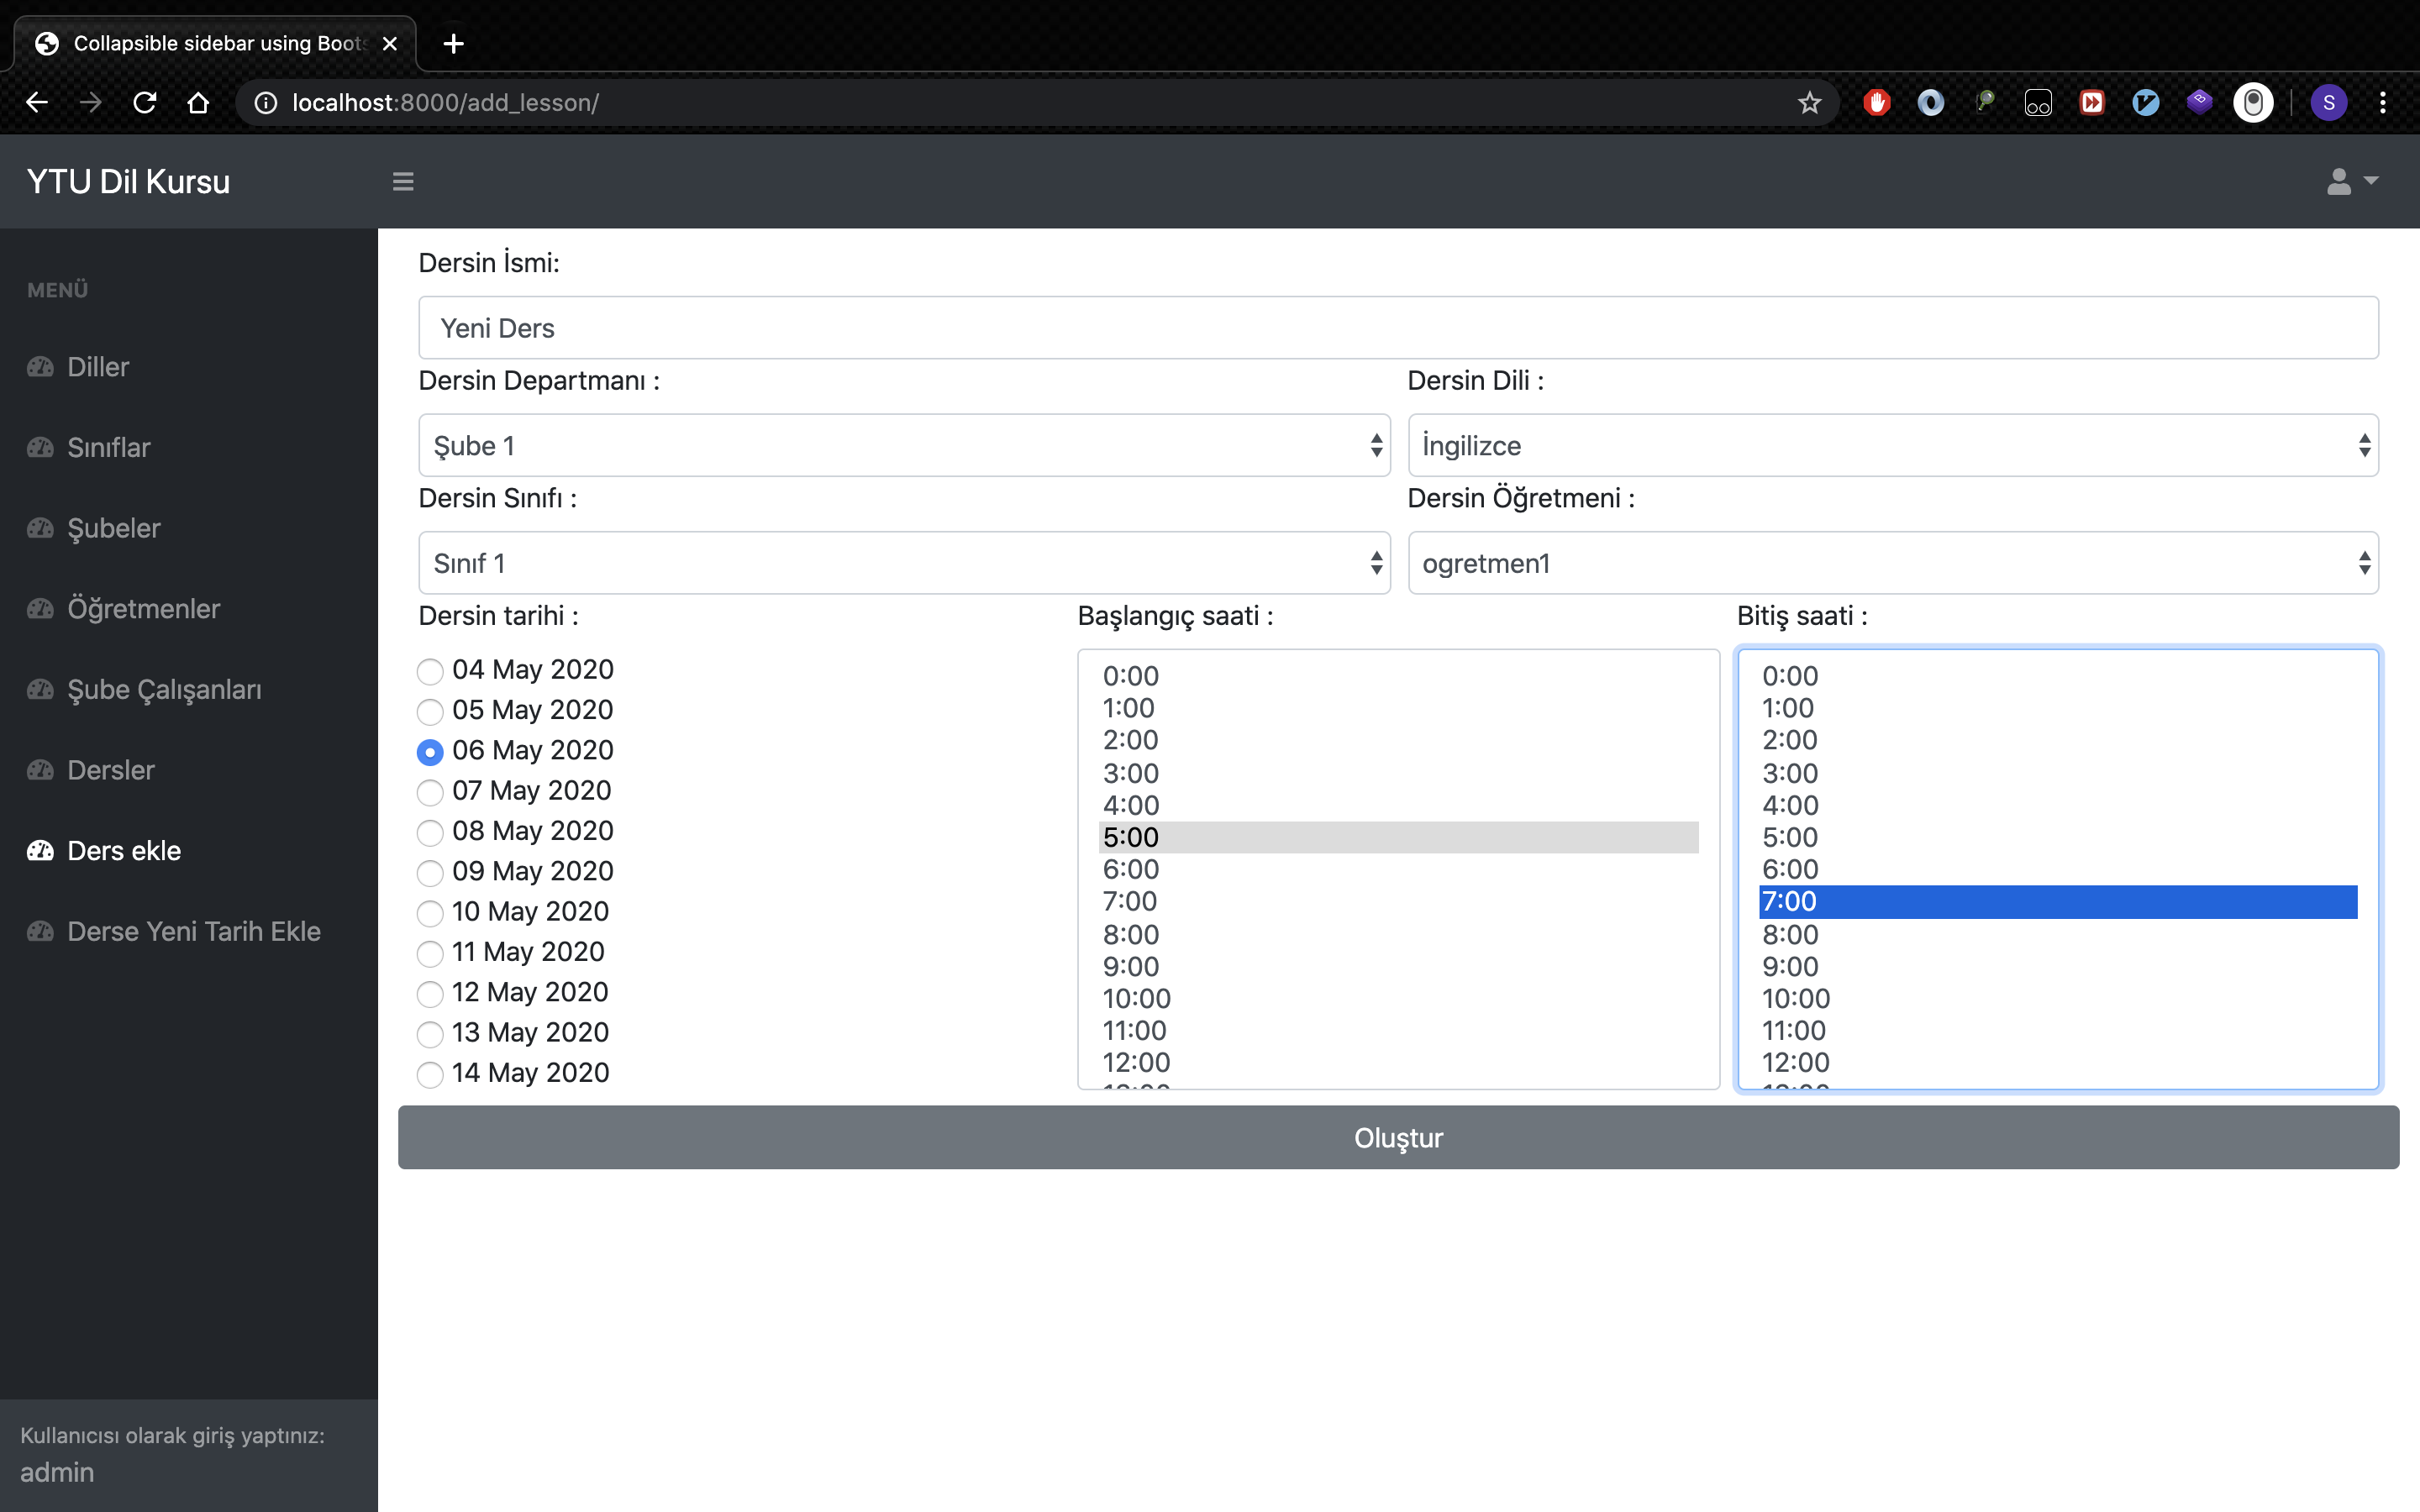 Collapsible sidebar using Boots
localhost:8000/add_lesson/
S
YTU Dil Kursu
MENÜ
Diller
Sınıflar
Şubeler
Öğretmenler
Şube Çalışanları
Dersler
Ders ekle
Derse Yeni Tarih Ekle
Kullanıcısı olarak giriş yaptınız:
admin
Dersin İsmi:
Yeni Ders
Dersin Departmanı :
Şube 1
Dersin Dili :
İngilizce
Dersin Sınıfı :
Sınıf 1
Dersin Öğretmeni :
ogretmen1
Dersin tarihi :
04 May 2020
05 May 2020
06 May 2020
07 May 2020
08 May 2020
09 May 2020
10 May 2020
11 May 2020
12 May 2020
13 May 2020
14 May 2020
Başlangıç saati :
0:00
1:00
2:00
3:00
4:00
5:00
6:00
7:00
8:00
9:00
10:00
11:00
12:00
Bitiş saati :
0:00
1:00
2:00
3:00
4:00
5:00
6:00
7:00
8:00
9:00
10:00
11:00
12:00
Oluştur